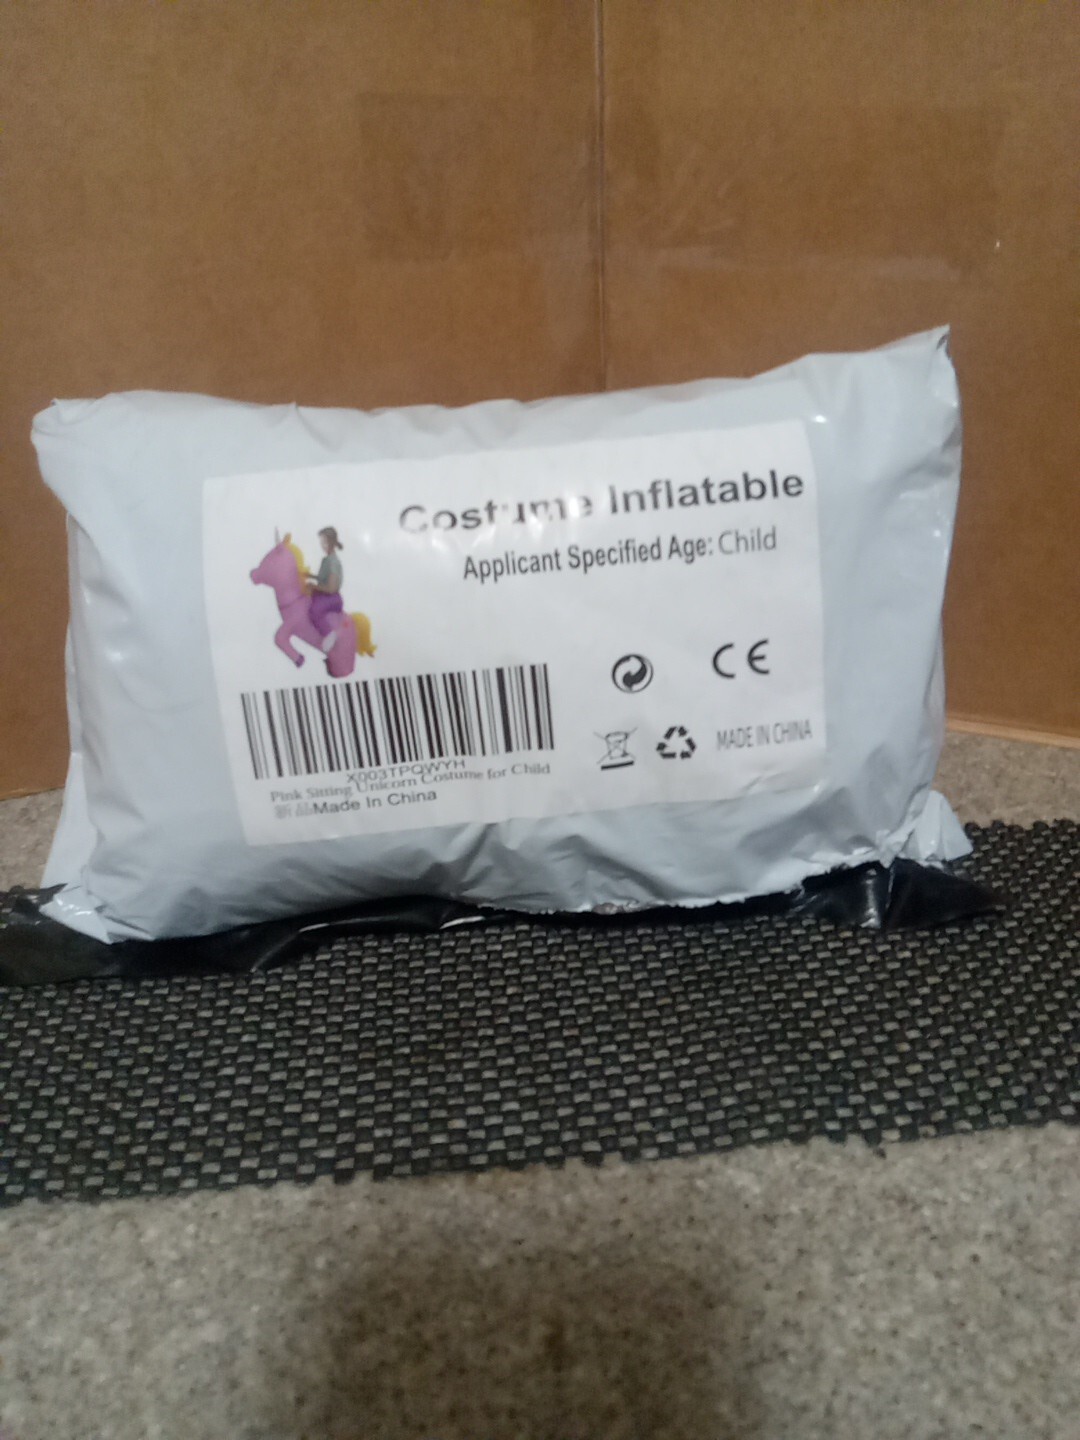 Costume Inflatable
Applicant Specified Age: Child
CE
MADE IN CHINA
X003TPQWYH
Pink Sitting Unicorn Costume for Child
新品Made In China